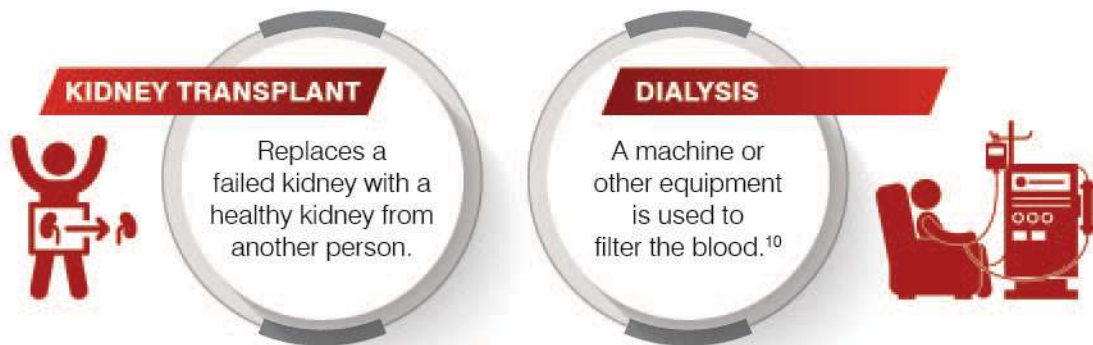 KIDNEY TRANSPLANT
Replaces a
failed kidney with a
healthy kidney from
another person.
DIALYSIS
A machine or
other equipment
is used to
filter the blood.¹⁰